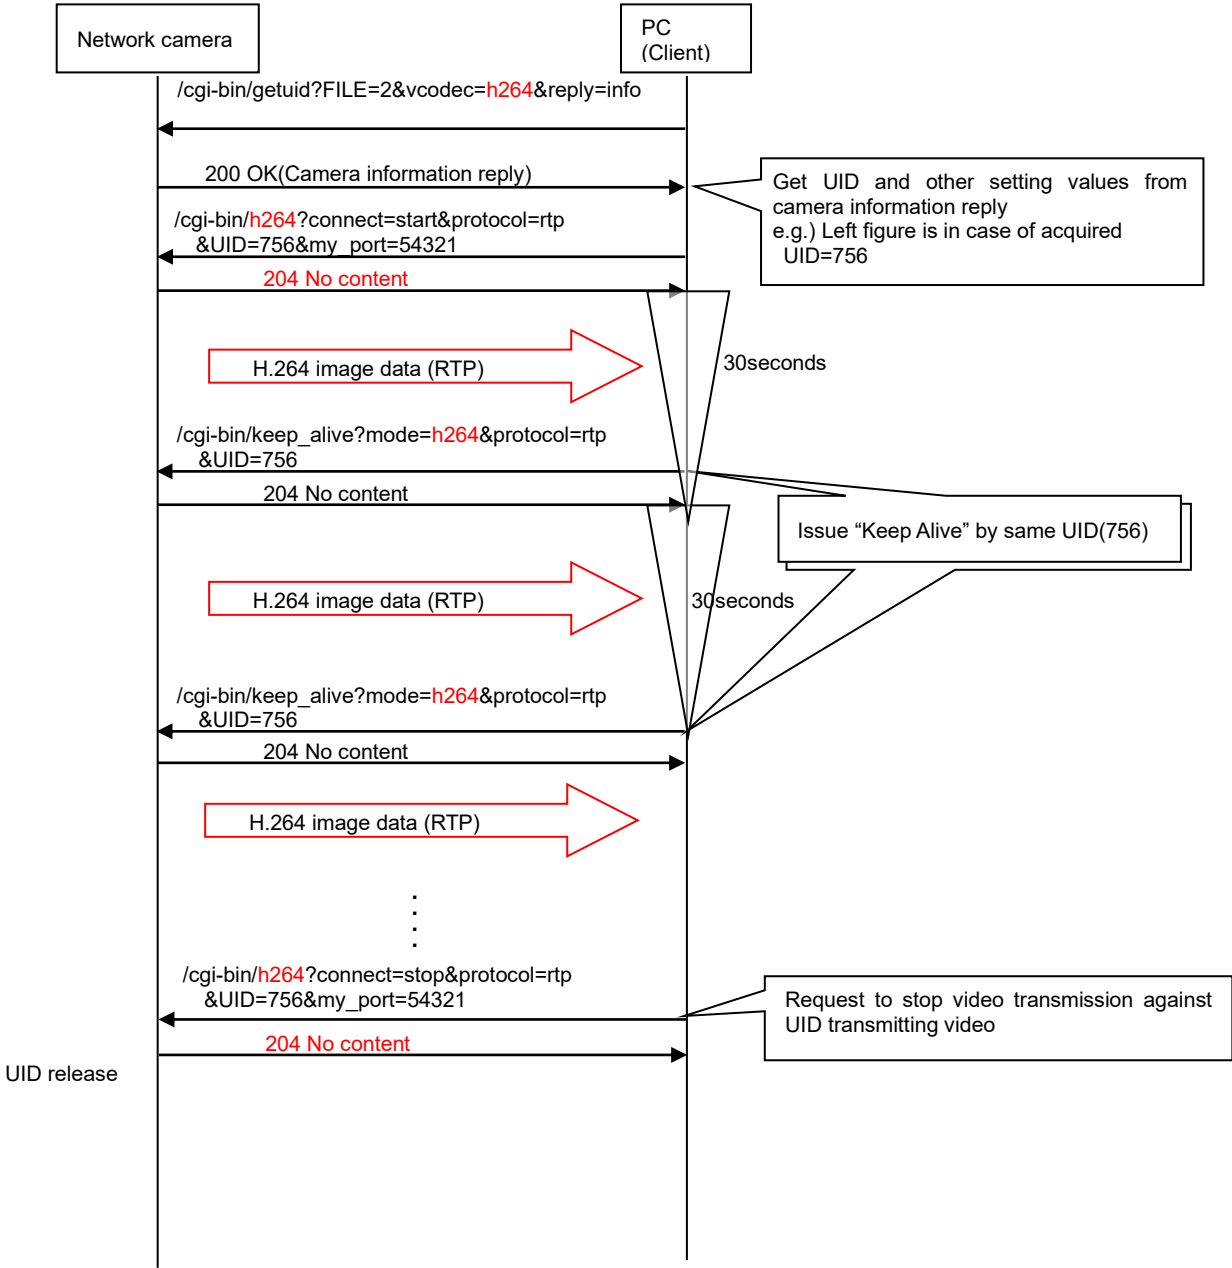 Network camera
PC
(Client)
/cgi-bin/getuid?FILE=2&vcodec=h264&reply=info
200 OK(Camera information reply)
Get UID and other setting values from
camera information reply
e.g.) Left figure is in case of acquired
UID=756
/cgi-bin/h264?connect=start&protocol=rtp
&UID=756&my_port=54321
204 No content
H.264 image data (RTP)
30seconds
/cgi-bin/keep_alive?mode=h264&protocol=rtp
&UID=756
204 No content
Issue “Keep Alive” by same UID(756)
H.264 image data (RTP)
30seconds
/cgi-bin/keep_alive?mode=h264&protocol=rtp
&UID=756
204 No content
H.264 image data (RTP)
/cgi-bin/h264?connect=stop&protocol=rtp
&UID=756&my_port=54321
Request to stop video transmission against
UID transmitting video
204 No content
UID release